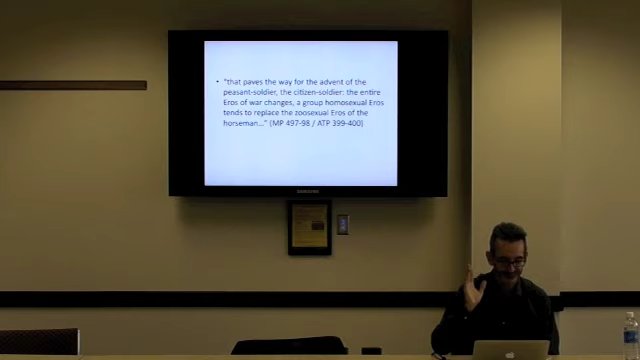 • "that paves the way for the advent of the
peasant-soldier, the citizen-soldier: the entire
Eros of war changes, a group homosexual Eros
tends to replace the zoosexual Eros of the
horseman…" (MP 497-98 / ATP 399-400)
SAMSUNG